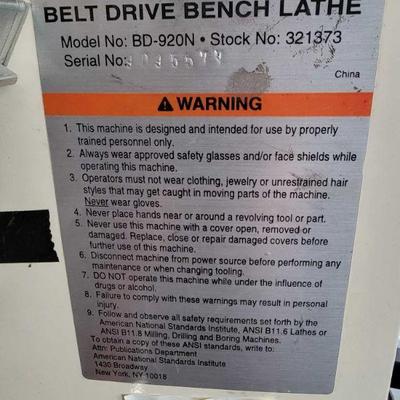 BELT DRIVE BENCH LATHE
Model No: BD-920N • Stock No: 321373
Serial No:
China
WARNING
1. This machine is designed and intended for use by properly
trained personnel only.
2. Always wear approved safety glasses and/or face shields while
operating this machine.
3. Operators must not wear clothing, jewelry or unrestrained hair
styles that may get caught in moving parts of the machine.
Never wear gloves.
4. Never place hands near or around a revolving tool or part.
5. Never use this machine with a cover open, removed or
damaged. Replace, close or repair damaged covers before
further use of this machine.
6. Disconnect machine from power source before performing any
maintenance or when changing tooling.
7. DO NOT operate this machine while under the influence of
drugs or alcohol.
8. Failure to comply with these warnings may result in personal
injury.
9. Follow and observe all safety requirements set forth by the
American National Standards Institute, ANSI B11.6 Lathes or
ANSI B11.8 Milling, Drilling and Boring Machines.
To obtain a copy of these ANSI standards, write to:
Attn: Publications Department
American National Standards Institute
1430 Broadway
New York, NY 10018